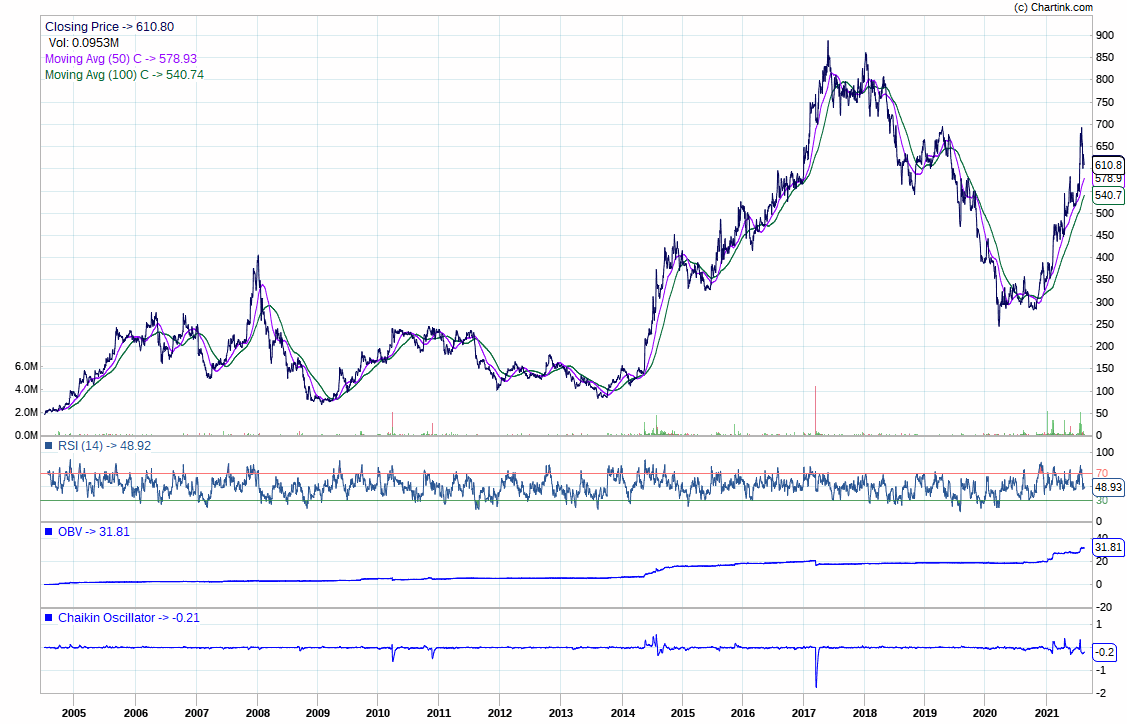 (c) Chartink.com
Closing Price -> 610.80
Vol: 0.0953M
Moving Avg (50) C -> 578.93
Moving Avg (100) C -> 540.74
900
850
800
750
700
650
610.8
578.9
540.7
500
450
400
350
300
250
200
150
100
50
0
6.0M
4.0M
2.0M
0.0M
RSI (14) -> 48.92
100
70
48.93
30
0
OBV -> 31.81
40
31.81
20
0
-20
Chaikin Oscillator -> -0.21
1
-0.2
-1
-2
2005 2006 2007 2008 2009 2010 2011 2012 2013 2014 2015 2016 2017 2018 2019 2020 2021